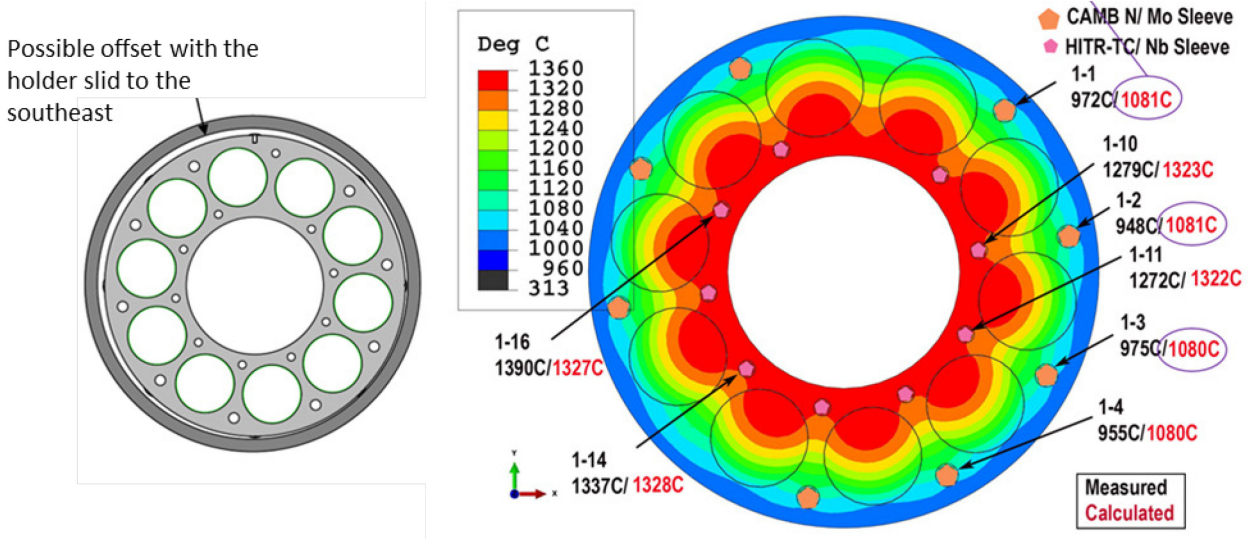 Possible offset with the
holder slid to the
southeast
Deg C
1360
1320
1280
1240
1200
1160
1120
1080
1040
1000
960
313
CAMB N/ Mo Sleeve
HITR-TC/ Nb Sleeve
1-1
972C/1081C
1-10
1279C/1323C
1-2
948C/1081C
1-11
1272C/1322C
1-3
975C/1080C
1-4
955C/1080C
1-16
1390C/1327C
1-14
1337C/1328C
Y
X
Measured
Calculated